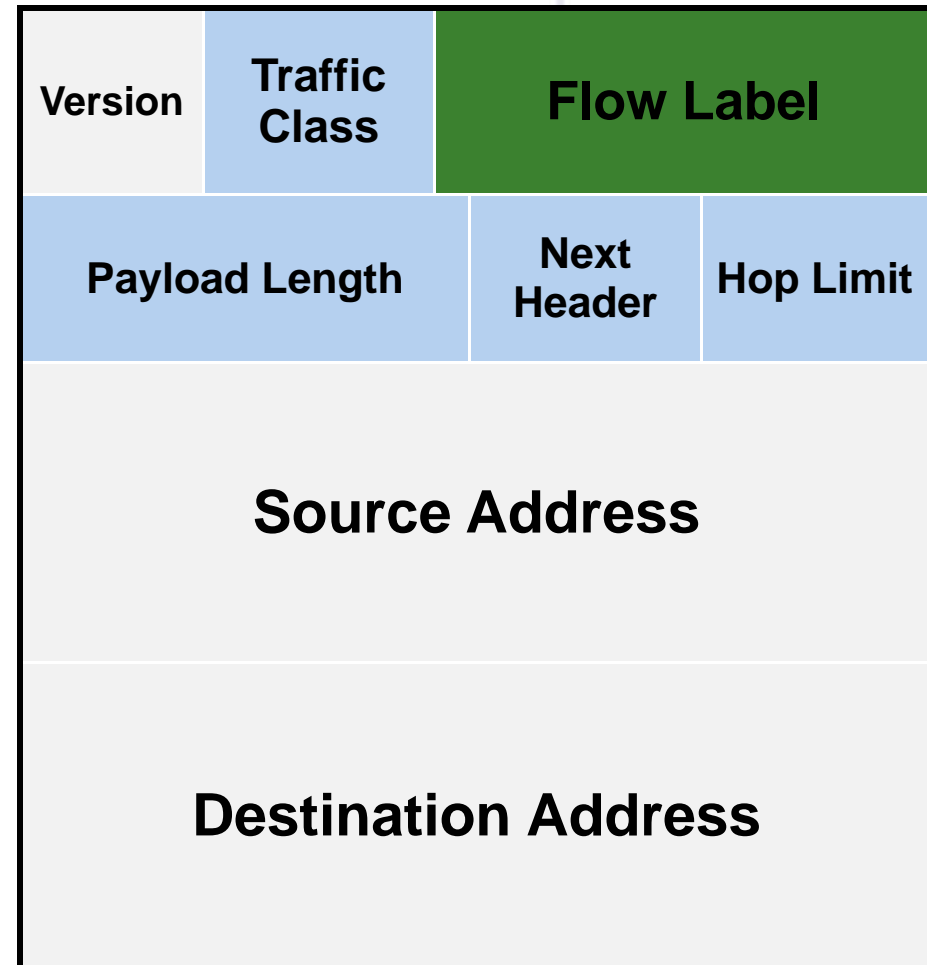 Version
Traffic
Class
Flow Label
Payload Length
Next
Header
Hop Limit
Source Address
Destination Address